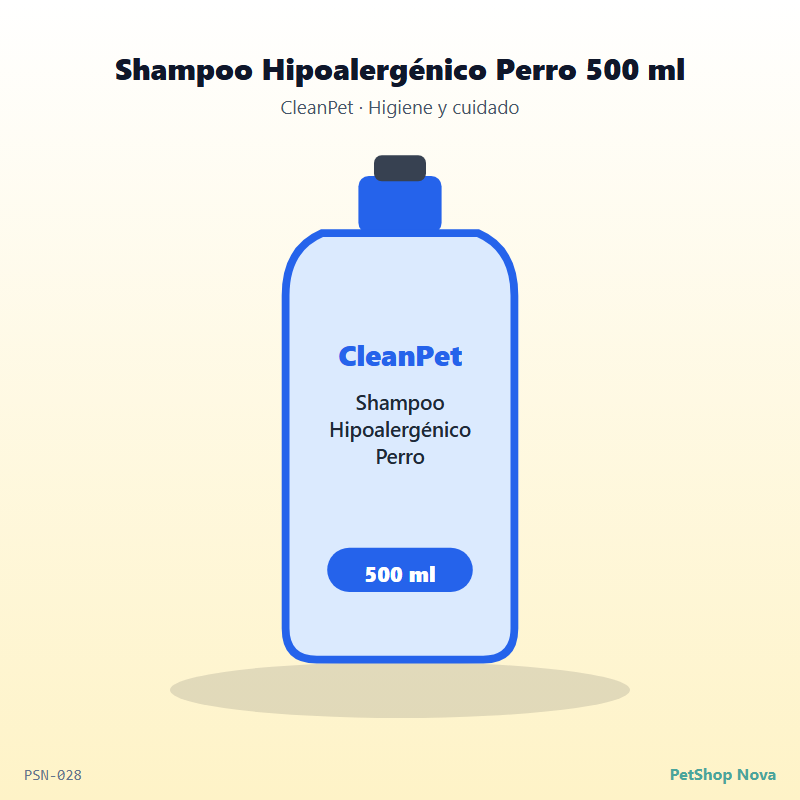 Shampoo Hipoalergénico Perro 500 ml
CleanPet · Higiene y cuidado
CleanPet
Shampoo
Hipoalergénico
Perro
500 ml
PSN-028
PetShop Nova